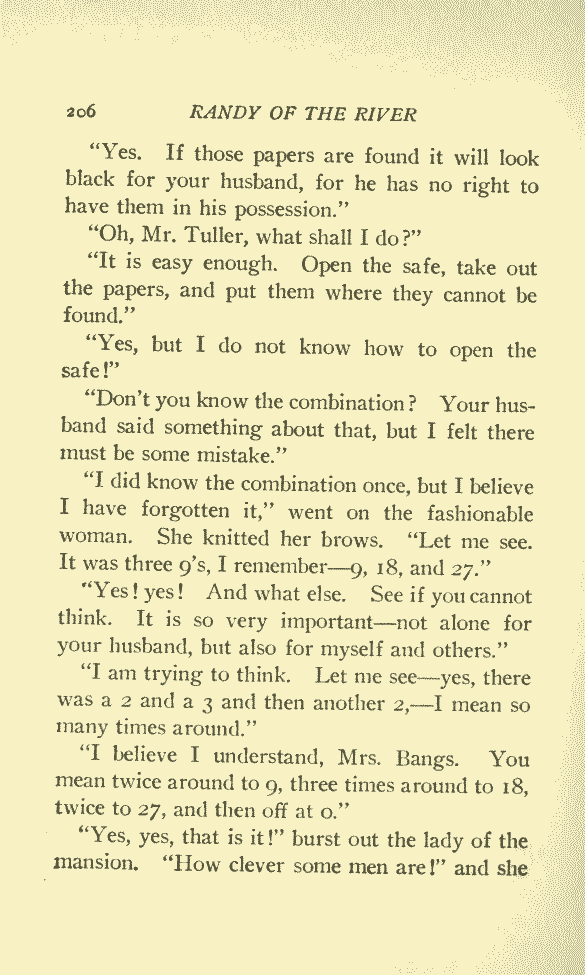 206 RANDY OF THE RIVER
“Yes. If those papers are found it will look
black for your husband, for he has no right to
have them in his possession.”
“Oh, Mr. Tuller, what shall I do?”
“It is easy enough. Open the safe, take out
the papers, and put them where they cannot be
found.”
“Yes, but I do not know how to open the
safe!”
“Don’t you know the combination? Your hus-
band said something about that, but I felt there
must be some mistake.”
“I did know the combination once, but I believe
I have forgotten it,” went on the fashionable
woman. She knitted her brows. “Let me see.
It was three 9’s, I remember—9, 18, and 27.”
“Yes! yes! And what else. See if you cannot
think. It is so very important—not alone for
your husband, but also for myself and others.”
“I am trying to think. Let me see—yes, there
was a 2 and a 3 and then another 2,—I mean so
many times around.”
“I believe I understand, Mrs. Bangs. You
mean twice around to 9, three times around to 18,
twice to 27, and then off at 0.”
“Yes, yes, that is it!” burst out the lady of the
mansion. “How clever some men are!” and she